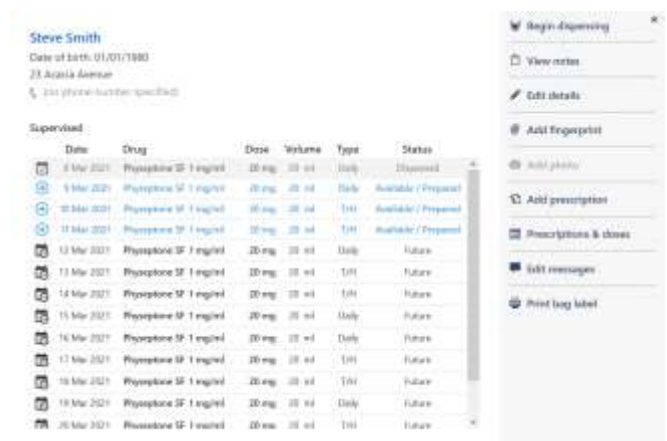 Steve Smith
Date of birth: 01/01/1980
23 Acacia Avenue
(no phone number specified)
Supervised
Date Drug Dose Volume Type Status
8 Mar 2021 Physeptone SF 1 mg/ml 20 mg 20 ml Daily Dispensed
9 Mar 2021 Physeptone SF 1 mg/ml 20 mg 20 ml Daily Available / Prepared
10 Mar 2021 Physeptone SF 1 mg/ml 20 mg 20 ml T/H Available / Prepared
11 Mar 2021 Physeptone SF 1 mg/ml 20 mg 20 ml T/H Available / Prepared
12 Mar 2021 Physeptone SF 1 mg/ml 20 mg 20 ml Daily Future
13 Mar 2021 Physeptone SF 1 mg/ml 20 mg 20 ml T/H Future
14 Mar 2021 Physeptone SF 1 mg/ml 20 mg 20 ml T/H Future
15 Mar 2021 Physeptone SF 1 mg/ml 20 mg 20 ml Daily Future
16 Mar 2021 Physeptone SF 1 mg/ml 20 mg 20 ml Daily Future
17 Mar 2021 Physeptone SF 1 mg/ml 20 mg 20 ml T/H Future
18 Mar 2021 Physeptone SF 1 mg/ml 20 mg 20 ml T/H Future
19 Mar 2021 Physeptone SF 1 mg/ml 20 mg 20 ml Daily Future
20 Mar 2021 Physeptone SF 1 mg/ml 20 mg 20 ml T/H Future
Begin dispensing
View notes
Edit details
Add fingerprint
Add photo
Add prescription
Prescriptions & doses
Edit messages
Print bag label